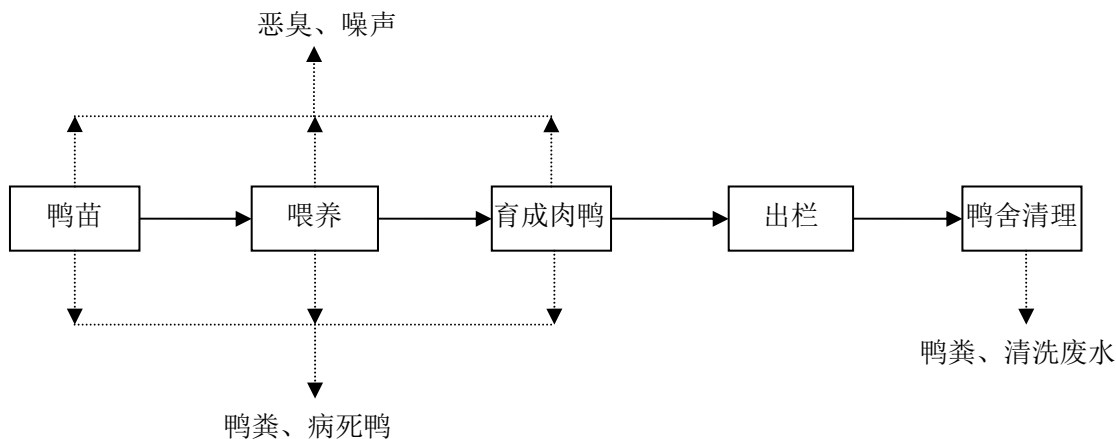 恶臭、噪声
鸭苗
喂养
育成肉鸭
出栏
鸭舍清理
鸭粪、清洗废水
鸭粪、病死鸭